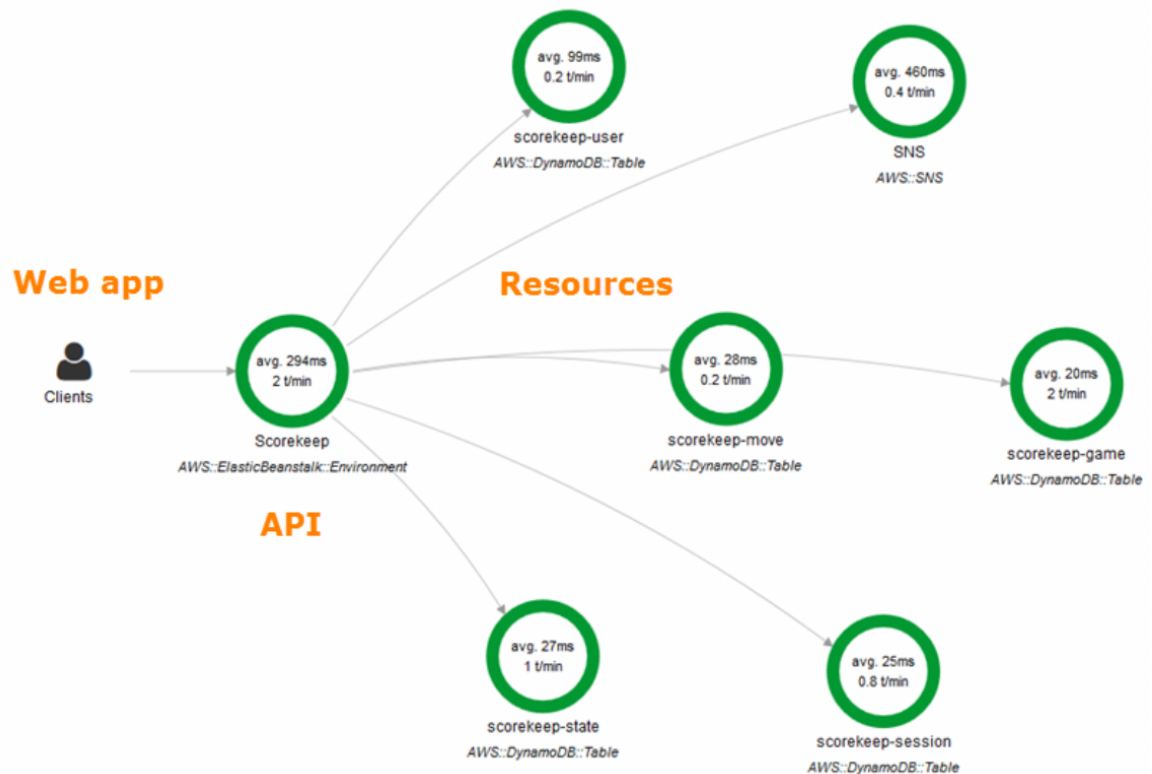 avg. 99ms
0.2 t/min
scorekeep-user
AWS::DynamoDB::Table
avg. 460ms
0.4 t/min
SNS
AWS::SNS
Web app
Resources
Clients
avg. 294ms
2 t/min
Scorekeep
AWS::ElasticBeanstalk::Environment
avg. 28ms
0.2 t/min
scorekeep-move
AWS::DynamoDB::Table
avg. 20ms
2 t/min
scorekeep-game
AWS::DynamoDB::Table
API
avg. 27ms
1 t/min
scorekeep-state
AWS::DynamoDB::Table
avg. 25ms
0.8 t/min
scorekeep-session
AWS::DynamoDB::Table